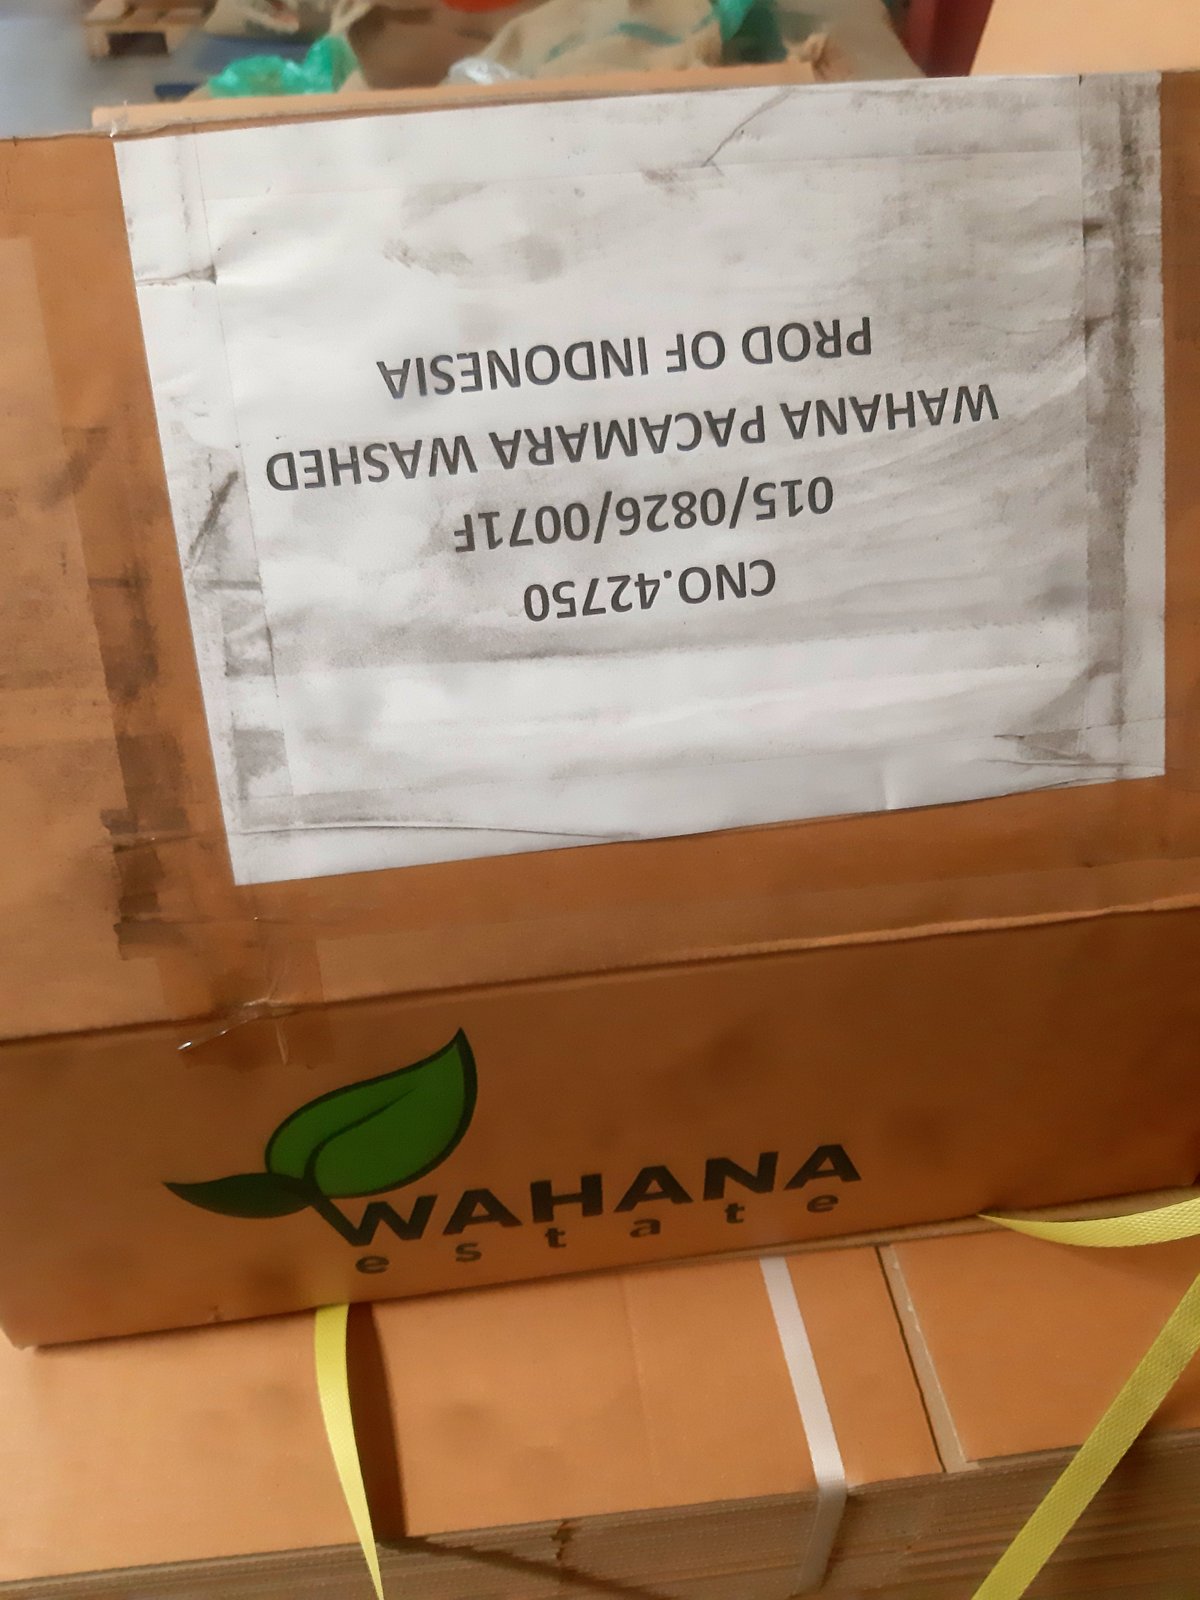 CNO.42750
015/0826/0071F
WAHANA PACAMARA WASHED
PROD OF INDONESIA
WAHANA
estate